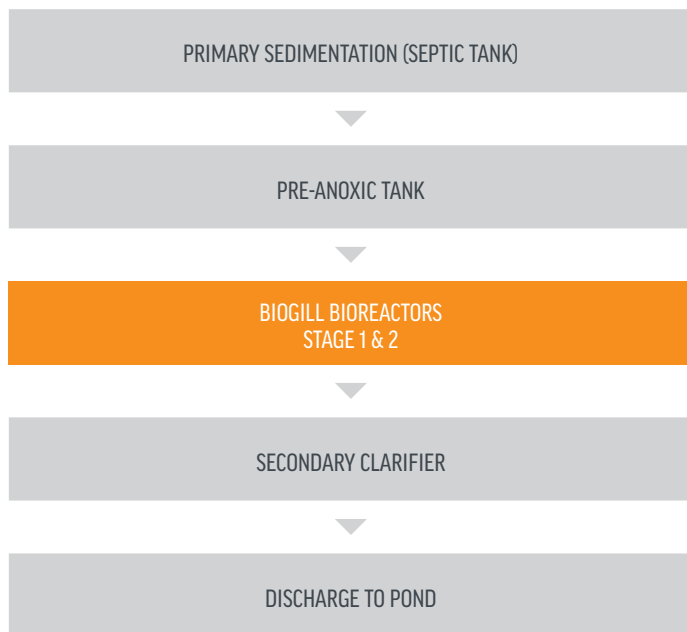 PRIMARY SEDIMENTATION (SEPTIC TANK)
PRE-ANOXIC TANK
BIOGILL BIOREACTORS
STAGE 1 & 2
SECONDARY CLARIFIER
DISCHARGE TO POND